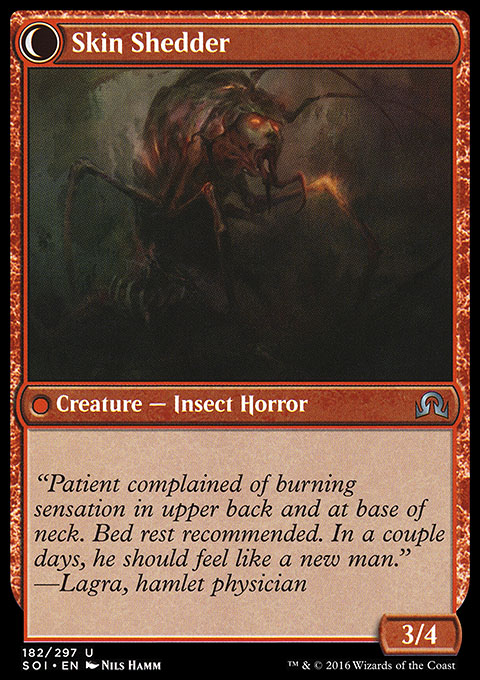 Skin Shedder
Creature — Insect Horror
“Patient complained of burning
sensation in upper back and at base of
neck. Bed rest recommended. In a couple
days, he should feel like a new man.”
—Lagra, hamlet physician
3/4
182/297 U
SOI • EN Nils Hamm
™ & © 2016 Wizards of the Coast